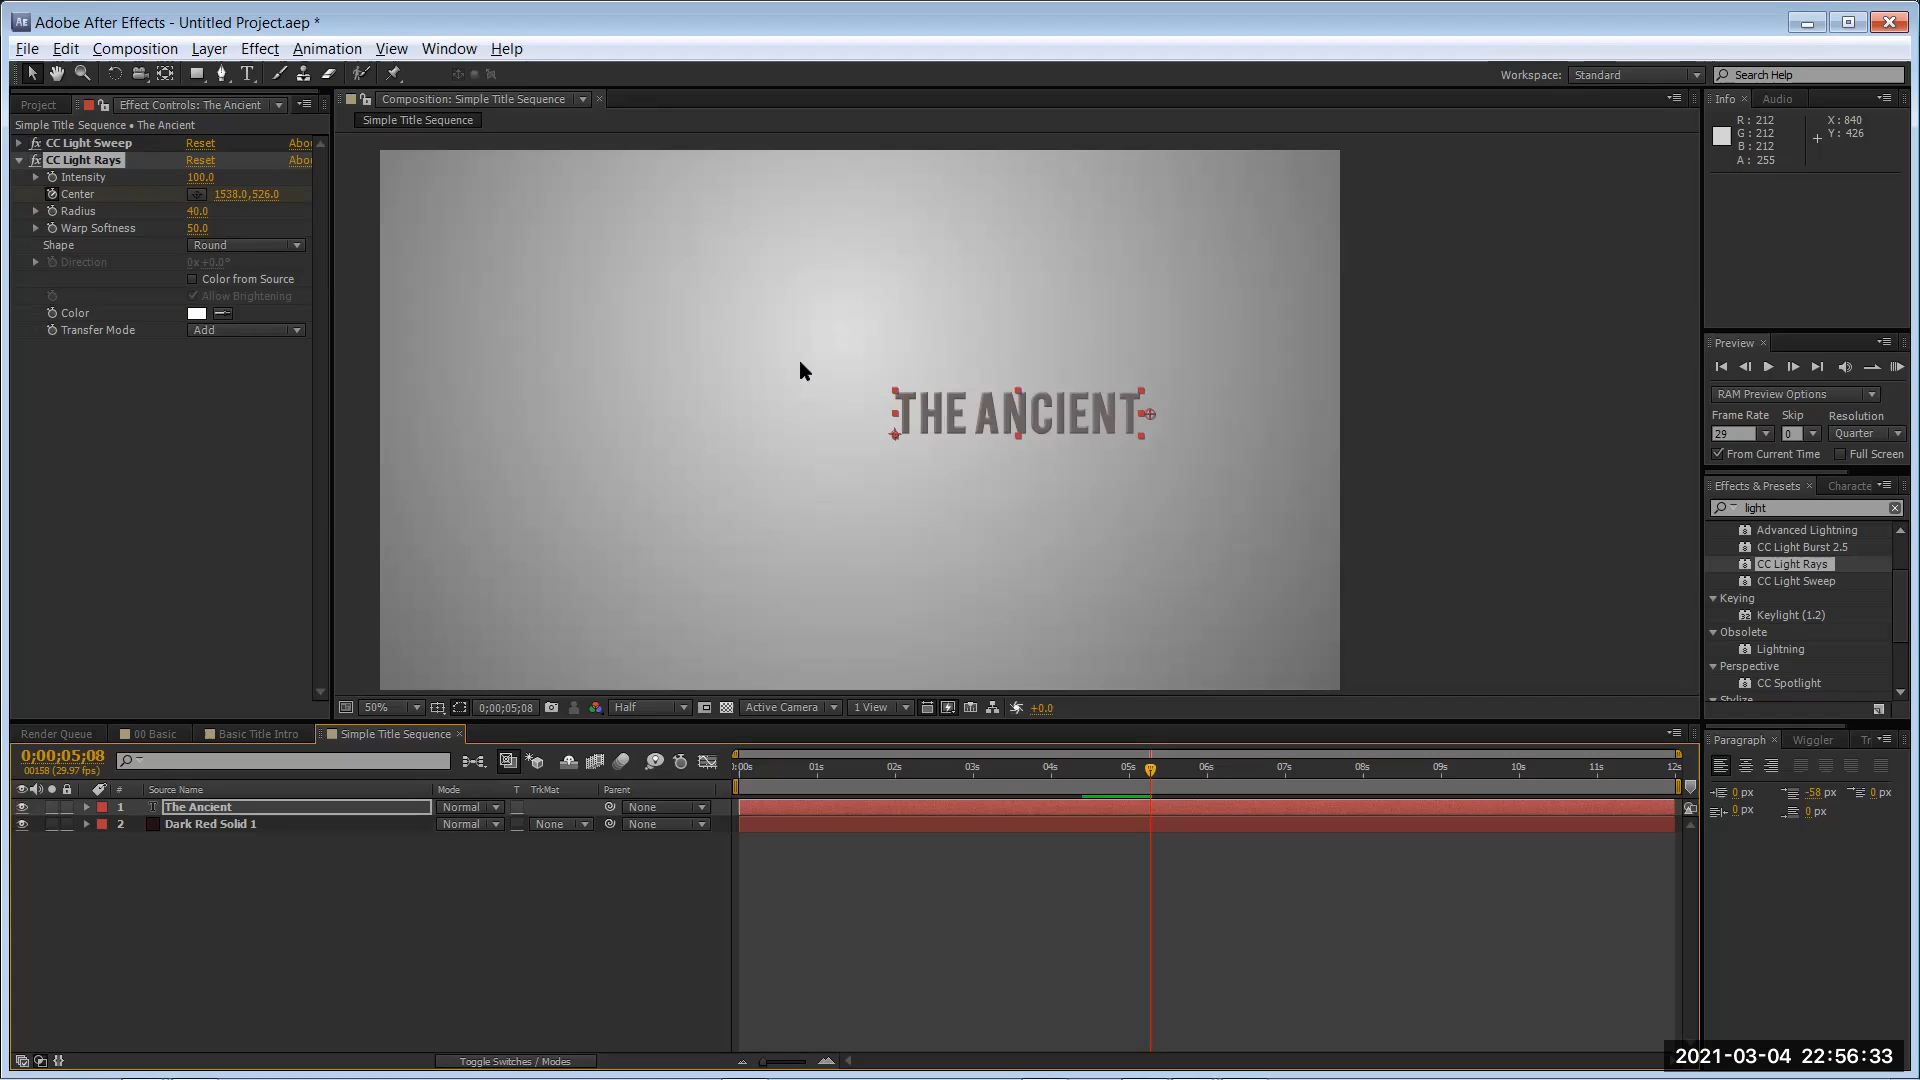 Adobe After Effects - Untitled Project.aep *
File Edit Composition Layer Effect Animation View Window Help
Workspace: Standard Search Help
Project Effect Controls: The Ancient
Composition: Simple Title Sequence
Info Audio
Simple Title Sequence • The Ancient
Simple Title Sequence
R : 212 X : 840
G : 212 Y : 426
B : 212
A : 255
fx CC Light Sweep Reset Abou
fx CC Light Rays Reset Abou
Intensity 100.0
Center 1538.0,526.0
Radius 40.0
Warp Softness 50.0
Shape Round
Direction 0x+0.0°
Color from Source
Allow Brightening
Color
Transfer Mode Add
THE ANCIENT
Preview
RAM Preview Options
Frame Rate Skip Resolution
29 0 Quarter
From Current Time Full Screen
Effects & Presets Characte
light
Advanced Lightning
CC Light Burst 2.5
CC Light Rays
CC Light Sweep
Keying
Keylight (1.2)
Obsolete
Lightning
Perspective
CC Spotlight
Stylize
50% 0;00;05;08 Half Active Camera 1 View +0.0
Render Queue 00 Basic Basic Title Intro Simple Title Sequence
Paragraph Wiggler Tr
0;00;05;08
00158 (29.97 fps)
:00s 01s 02s 03s 04s 05s 06s 07s 08s 09s 10s 11s 12s
# Source Name Mode T TrkMat Parent
0 px -58 px 0 px
0 px 0 px
1 T The Ancient Normal None
2 Dark Red Solid 1 Normal None None
Toggle Switches / Modes
2021-03-04 22:56:33